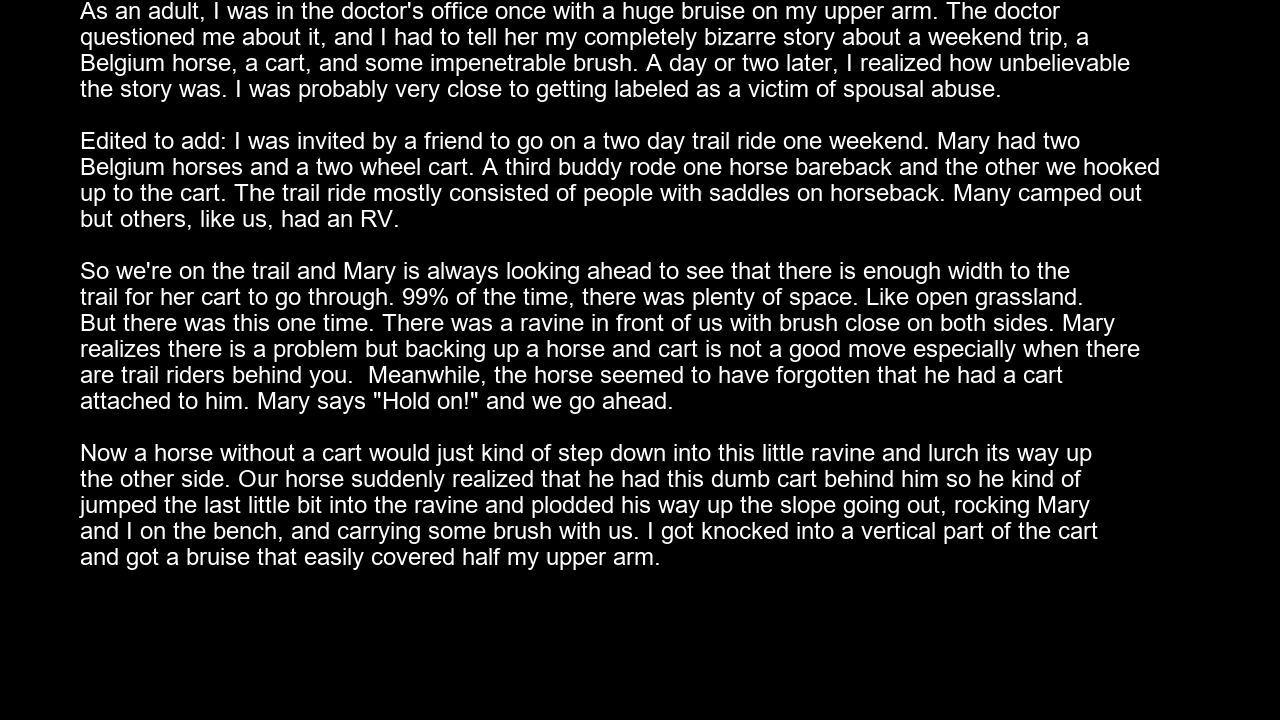 As an adult, I was in the doctor's office once with a huge bruise on my upper arm. The doctor
questioned me about it, and I had to tell her my completely bizarre story about a weekend trip, a
Belgium horse, a cart, and some impenetrable brush. A day or two later, I realized how unbelievable
the story was. I was probably very close to getting labeled as a victim of spousal abuse.

Edited to add: I was invited by a friend to go on a two day trail ride one weekend. Mary had two
Belgium horses and a two wheel cart. A third buddy rode one horse bareback and the other we hooked
up to the cart. The trail ride mostly consisted of people with saddles on horseback. Many camped out
but others, like us, had an RV.

So we're on the trail and Mary is always looking ahead to see that there is enough width to the
trail for her cart to go through. 99% of the time, there was plenty of space. Like open grassland.
But there was this one time. There was a ravine in front of us with brush close on both sides. Mary
realizes there is a problem but backing up a horse and cart is not a good move especially when there
are trail riders behind you.  Meanwhile, the horse seemed to have forgotten that he had a cart
attached to him. Mary says "Hold on!" and we go ahead.

Now a horse without a cart would just kind of step down into this little ravine and lurch its way up
the other side. Our horse suddenly realized that he had this dumb cart behind him so he kind of
jumped the last little bit into the ravine and plodded his way up the slope going out, rocking Mary
and I on the bench, and carrying some brush with us. I got knocked into a vertical part of the cart
and got a bruise that easily covered half my upper arm.